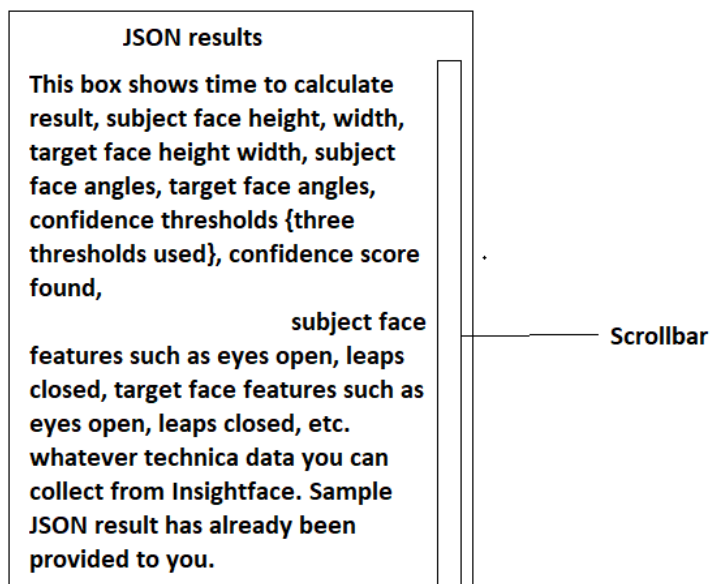 JSON results
This box shows time to calculate
result, subject face height, width,
target face height width, subject
face angles, target face angles,
confidence thresholds {three
thresholds used}, confidence score
found,
subject face
features such as eyes open, leaps
closed, target face features such as
eyes open, leaps closed, etc.
whatever technica data you can
collect from Insightface. Sample
JSON result has already been
provided to you.
Scrollbar